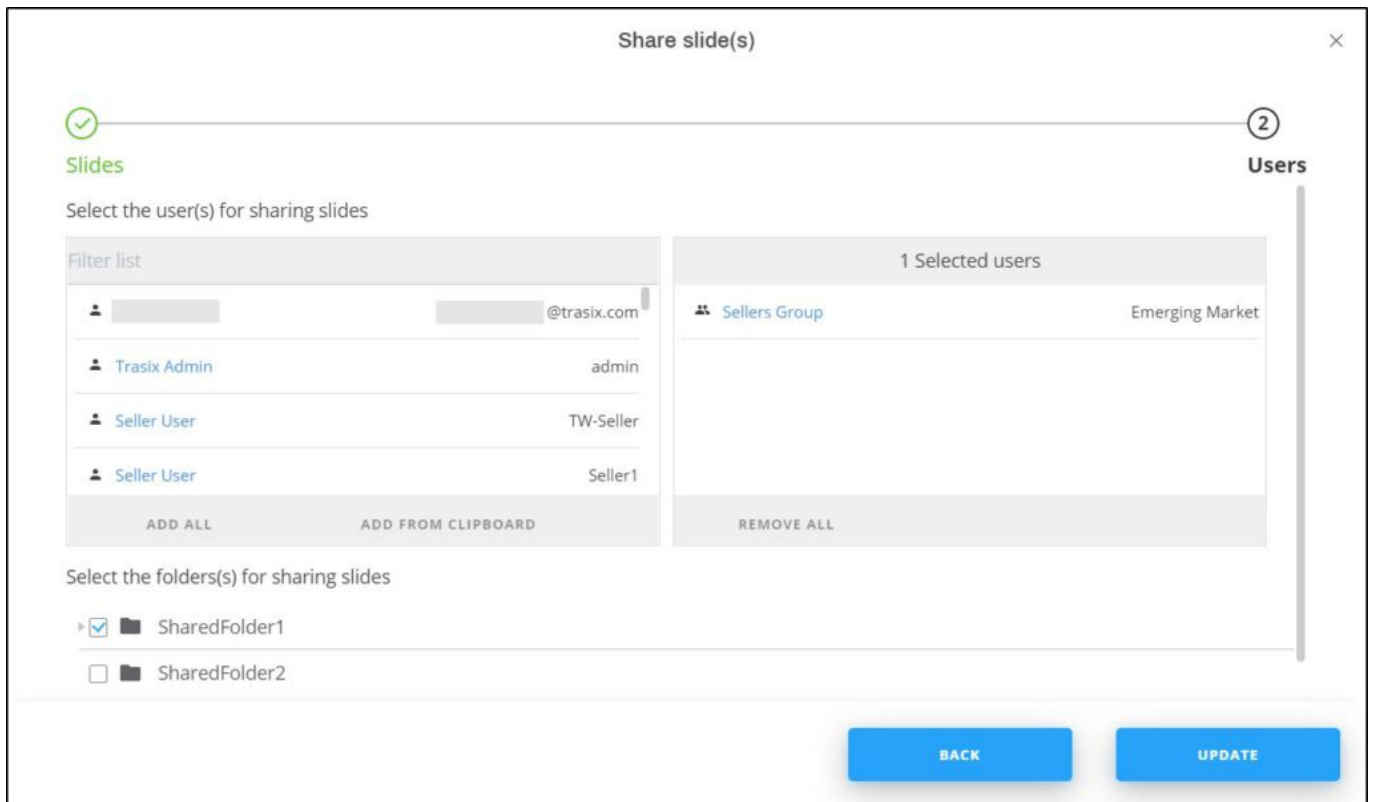 Share slide(s)
2
Slides
Users
Select the user(s) for sharing slides
Filter list
1 Selected users
@trasix.com
Sellers Group Emerging Market
Trasix Admin admin
Seller User TW-Seller
Seller User Seller1
ADD ALL ADD FROM CLIPBOARD
REMOVE ALL
Select the folders(s) for sharing slides
SharedFolder1
SharedFolder2
BACK UPDATE